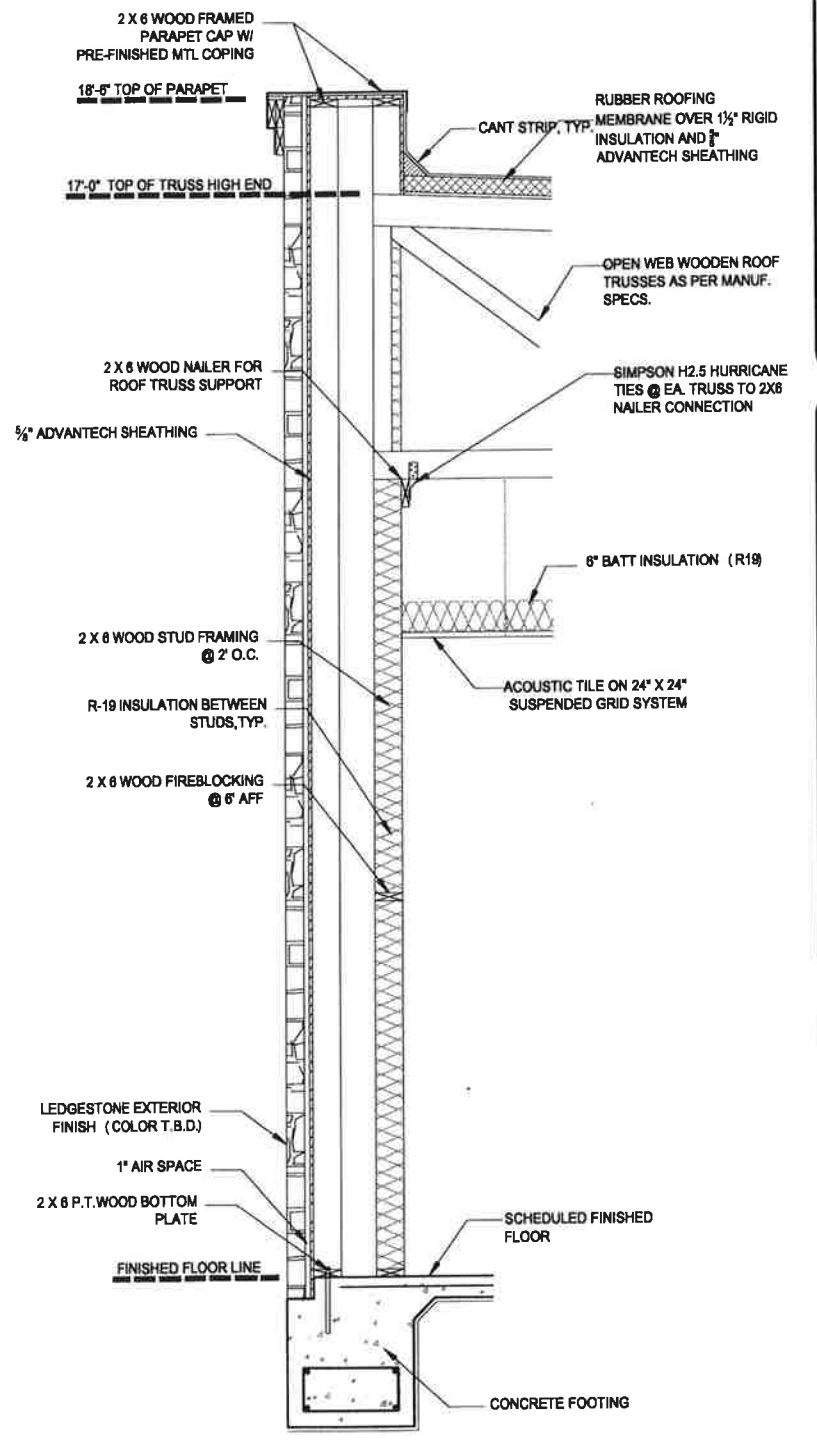 2 X 6 WOOD FRAMED
PARAPET CAP W/
PRE-FINISHED MTL COPING
18'-6" TOP OF PARAPET
RUBBER ROOFING
MEMBRANE OVER 1½" RIGID
INSULATION AND
ADVANTECH SHEATHING
CANT STRIP, TYP.
17'-0" TOP OF TRUSS HIGH END
OPEN WEB WOODEN ROOF
TRUSSES AS PER MANUF.
SPECS.
2 X 6 WOOD NAILER FOR
ROOF TRUSS SUPPORT
SIMPSON H2.5 HURRICANE
TIES @ EA. TRUSS TO 2X6
NAILER CONNECTION
⅝" ADVANTECH SHEATHING
6" BATT INSULATION ( R19)
2 X 6 WOOD STUD FRAMING
@ 2' O.C.
ACOUSTIC TILE ON 24" X 24"
SUSPENDED GRID SYSTEM
R-19 INSULATION BETWEEN
STUDS,TYP.
2 X 6 WOOD FIREBLOCKING
@ 6' AFF
LEDGESTONE EXTERIOR
FINISH ( COLOR T.B.D.)
1" AIR SPACE
2 X 6 P.T.WOOD BOTTOM
PLATE
SCHEDULED FINISHED
FLOOR
FINISHED FLOOR LINE
CONCRETE FOOTING